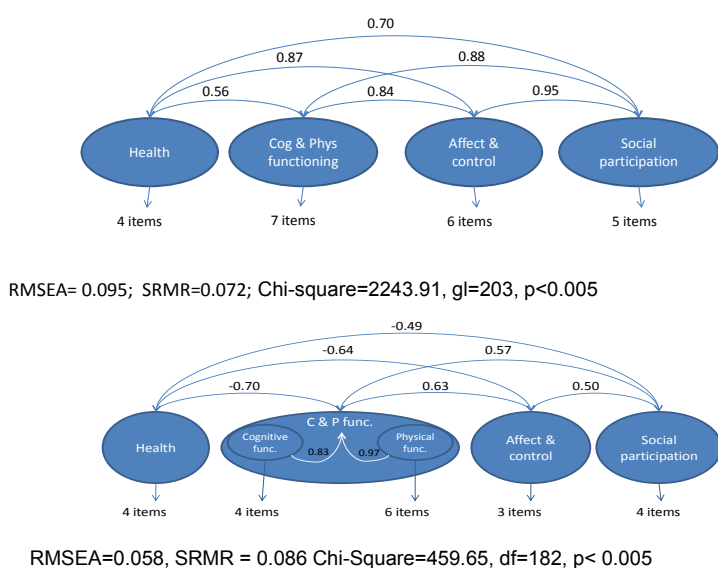 0.70
0.87 0.88
0.56 0.84 0.95
Health Cog & Phys functioning Affect & control Social participation
4 items 7 items 6 items 5 items
RMSEA= 0.095; SRMR=0.072; Chi-square=2243.91, gl=203, p<0.005
-0.49
-0.64 0.57
-0.70 0.63 0.50
C & P func.
Health Cognitive func. 0.83 0.97 Physical func. Affect & control Social participation
4 items 4 items 6 items 3 items 4 items
RMSEA=0.058, SRMR = 0.086 Chi-Square=459.65, df=182, p< 0.005